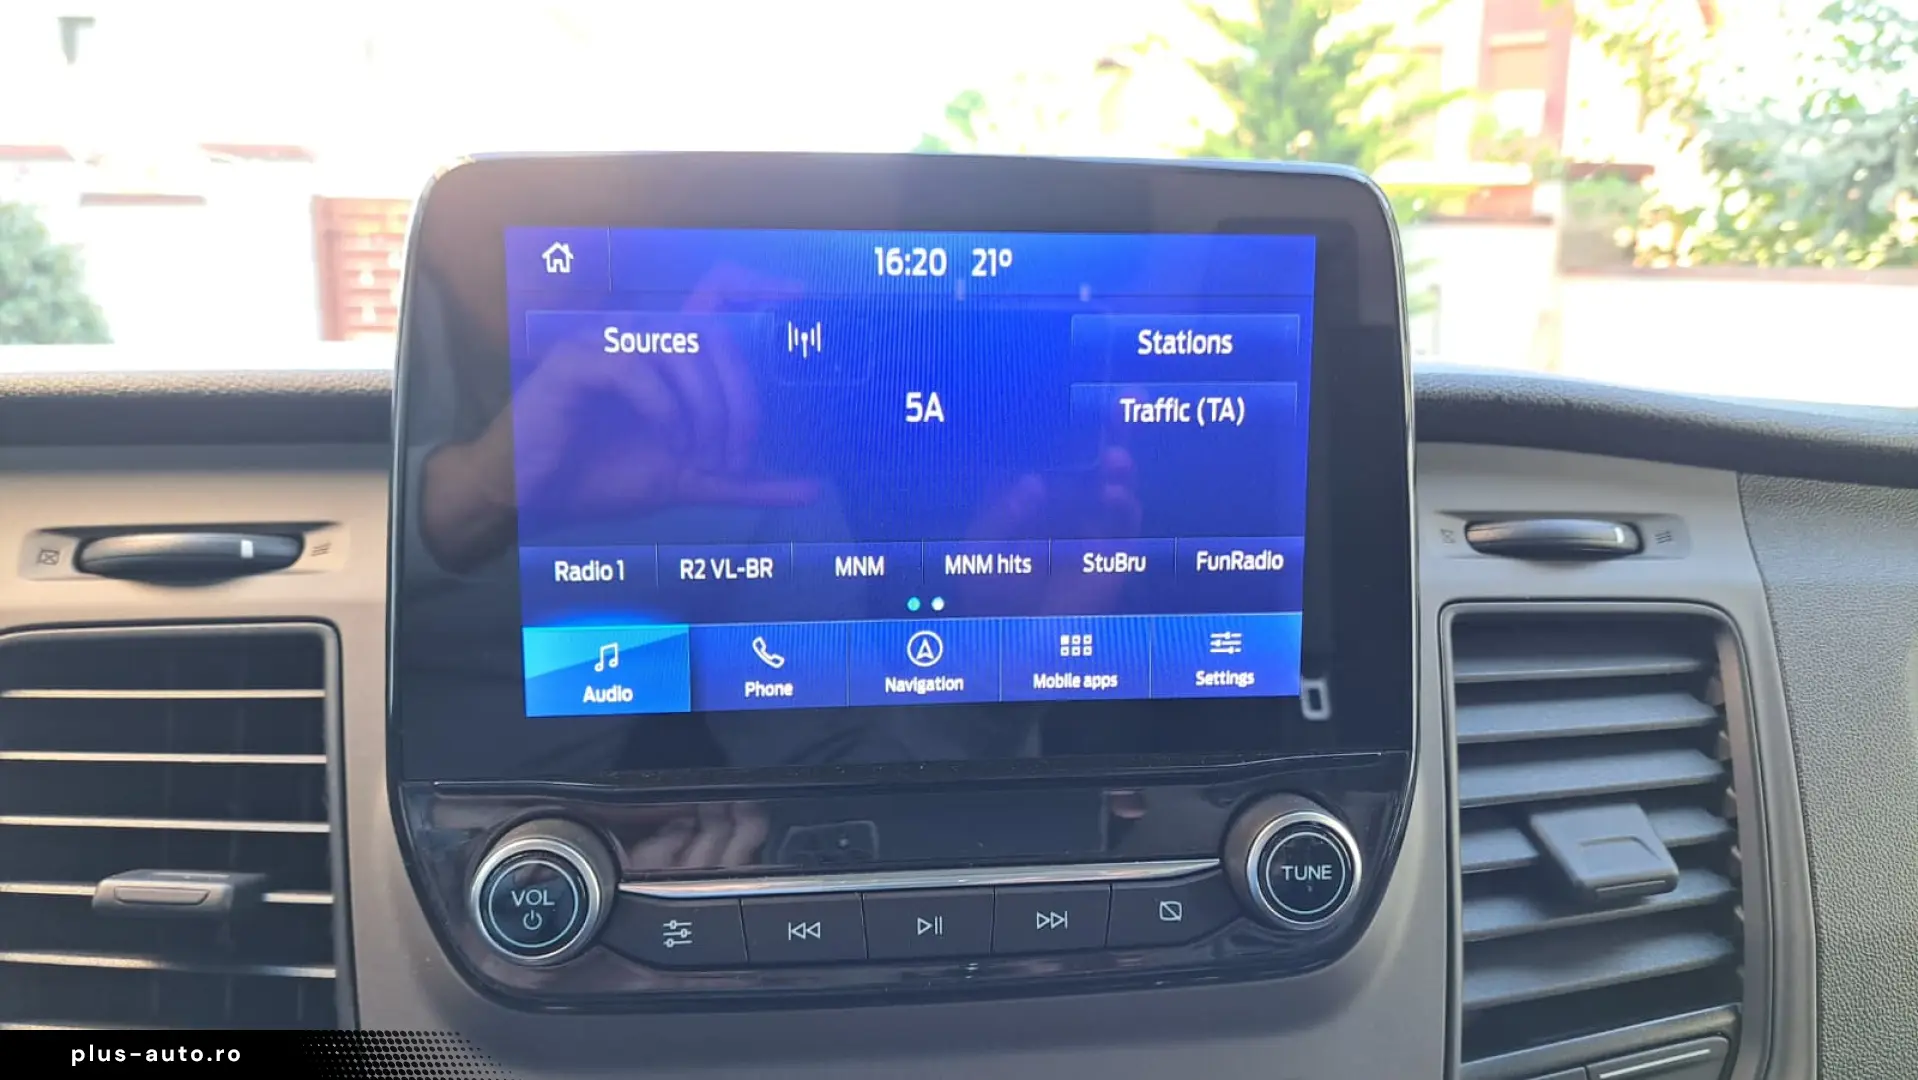 16:20 21°
Sources
Stations
5A
Traffic (TA)
Radio 1
R2 VL-BR
MNM
MNM hits
StuBru
FunRadio
Audio
Phone
Navigation
Mobile apps
Settings
VOL
TUNE
plus-auto.ro